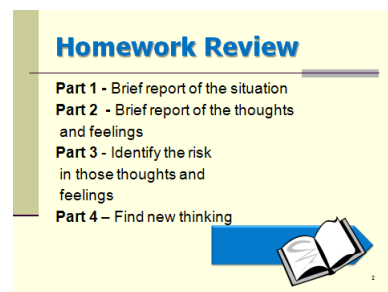 Homework Review
Part 1 - Brief report of the situation
Part 2 - Brief report of the thoughts
and feelings
Part 3 - Identify the risk
in those thoughts and
feelings
Part 4 – Find new thinking
2